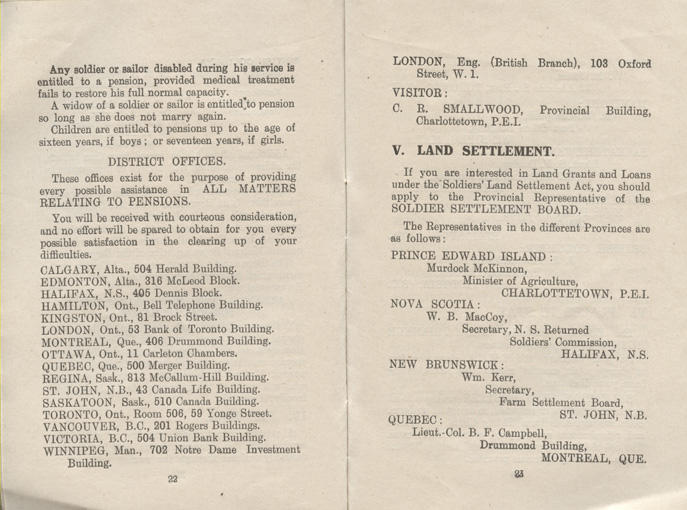 Any soldier or sailor disabled during his service is
entitled to a pension, provided medical treatment
fails to restore his full normal capacity.
A widow of a soldier or sailor is entitled to pension
so long as she does not marry again.
Children are entitled to pensions up to the age of
sixteen years, if boys; or seventeen years, if girls.
DISTRICT OFFICES.
These offices exist for the purpose of providing
every possible assistance in ALL MATTERS
RELATING TO PENSIONS.
You will be received with courteous consideration,
and no effort will be spared to obtain for you every
possible satisfaction in the clearing up of your
difficulties.
CALGARY, Alta., 504 Herald Building.
EDMONTON, Alta., 316 McLeod Block.
HALIFAX, N.S., 405 Dennis Block.
HAMILTON, Ont., Bell Telephone Building.
KINGSTON, Ont., 81 Brock Street.
LONDON, Ont., 53 Bank of Toronto Building.
MONTREAL, Que., 406 Drummond Building.
OTTAWA, Ont., 11 Carleton Chambers.
QUEBEC, Que., 500 Merger Building.
REGINA, Sask., 813 McCallum-Hill Building.
ST. JOHN, N.B., 43 Canada Life Building.
SASKATOON, Sask., 510 Canada Building.
TORONTO, Ont., Room 506, 59 Yonge Street.
VANCOUVER, B.C., 201 Rogers Buildings.
VICTORIA, B.C., 504 Union Bank Building.
WINNIPEG, Man., 702 Notre Dame Investment
Building.
22
LONDON, Eng. (British Branch), 103 Oxford
Street, W. 1.
VISITOR:
C. R. SMALLWOOD, Provincial Building,
Charlottetown, P.E.I.
V. LAND SETTLEMENT.
If you are interested in Land Grants and Loans
under the Soldiers' Land Settlement Act, you should
apply to the Provincial Representative of the
SOLDIER SETTLEMENT BOARD.
The Representatives in the different Provinces are
as follows:
PRINCE EDWARD ISLAND:
Murdock McKinnon,
Minister of Agriculture,
CHARLOTTETOWN, P.E.I.
NOVA SCOTIA:
W. B. MacCoy,
Secretary, N. S. Returned
Soldiers' Commission,
HALIFAX, N.S.
NEW BRUNSWICK:
Wm. Kerr,
Secretary,
Farm Settlement Board,
ST. JOHN, N.B.
QUEBEC:
Lieut.-Col. B. F. Campbell,
Drummond Building,
MONTREAL, QUE.
23